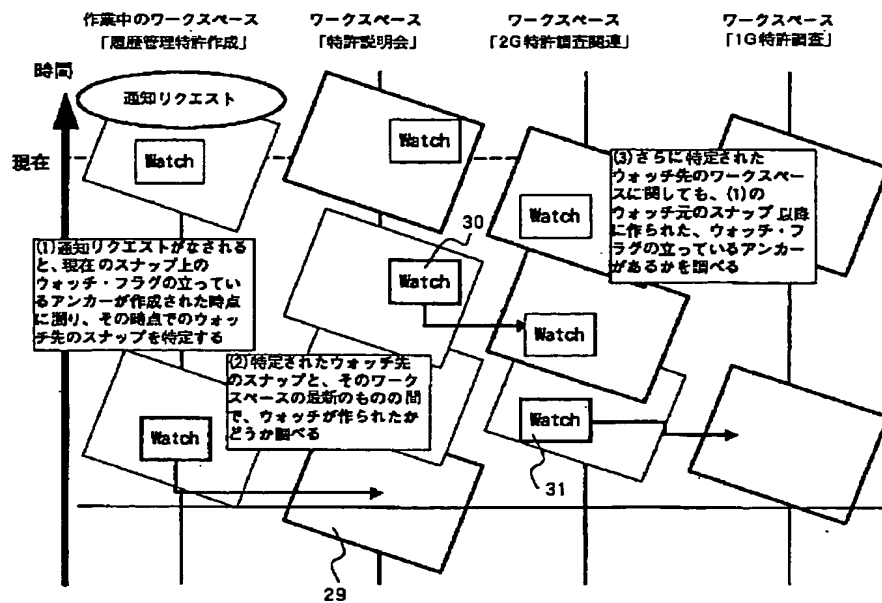 作業中のワークスペース
「履歴管理特許作成」
ワークスペース
「特許説明会」
ワークスペース
「2G特許調査関連」
ワークスペース
「1G特許調査」
時間
通知リクエスト
現在
Watch
Watch
Watch
(3)さらに特定された
ウォッチ先のワークスペー
スに関しても、(1)の
ウォッチ元のスナップ以降
に作られた、ウォッチ・フ
ラグの立っているアンカー
があるかを調べる
30
(1)通知リクエストがなされる
と、現在のスナップ上の
ウォッチ・フラグの立ってい
るアンカーが作成された時点
に遡り、その時点でのウォッ
チ先のスナップを特定する
Watch
Watch
(2)特定されたウォッチ先
のスナップと、そのワーク
スペースの最新のものの間
で、ウォッチが作られたか
どうか調べる
Watch
Watch
31
29